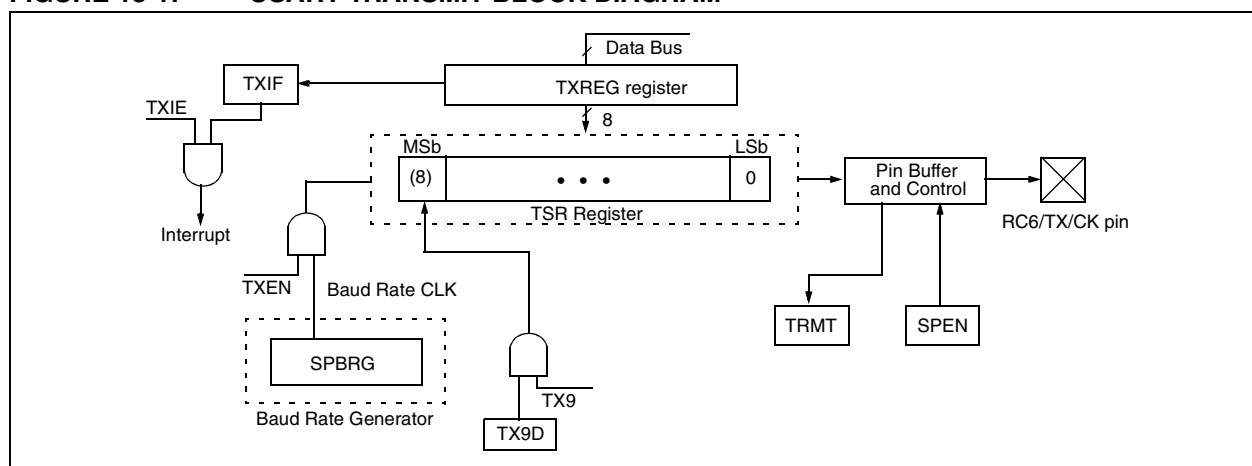 FIGURE USART TRANSMIT BLOCK DIAGRAM
Data Bus
TXIF
TXREG register
TXIE
8
MSb
LSb
(8)
• • •
0
Pin Buffer
and Control
TSR Register
Interrupt
RC6/TX/CK pin
TXEN
Baud Rate CLK
TRMT
SPEN
SPBRG
TX9
Baud Rate Generator
TX9D